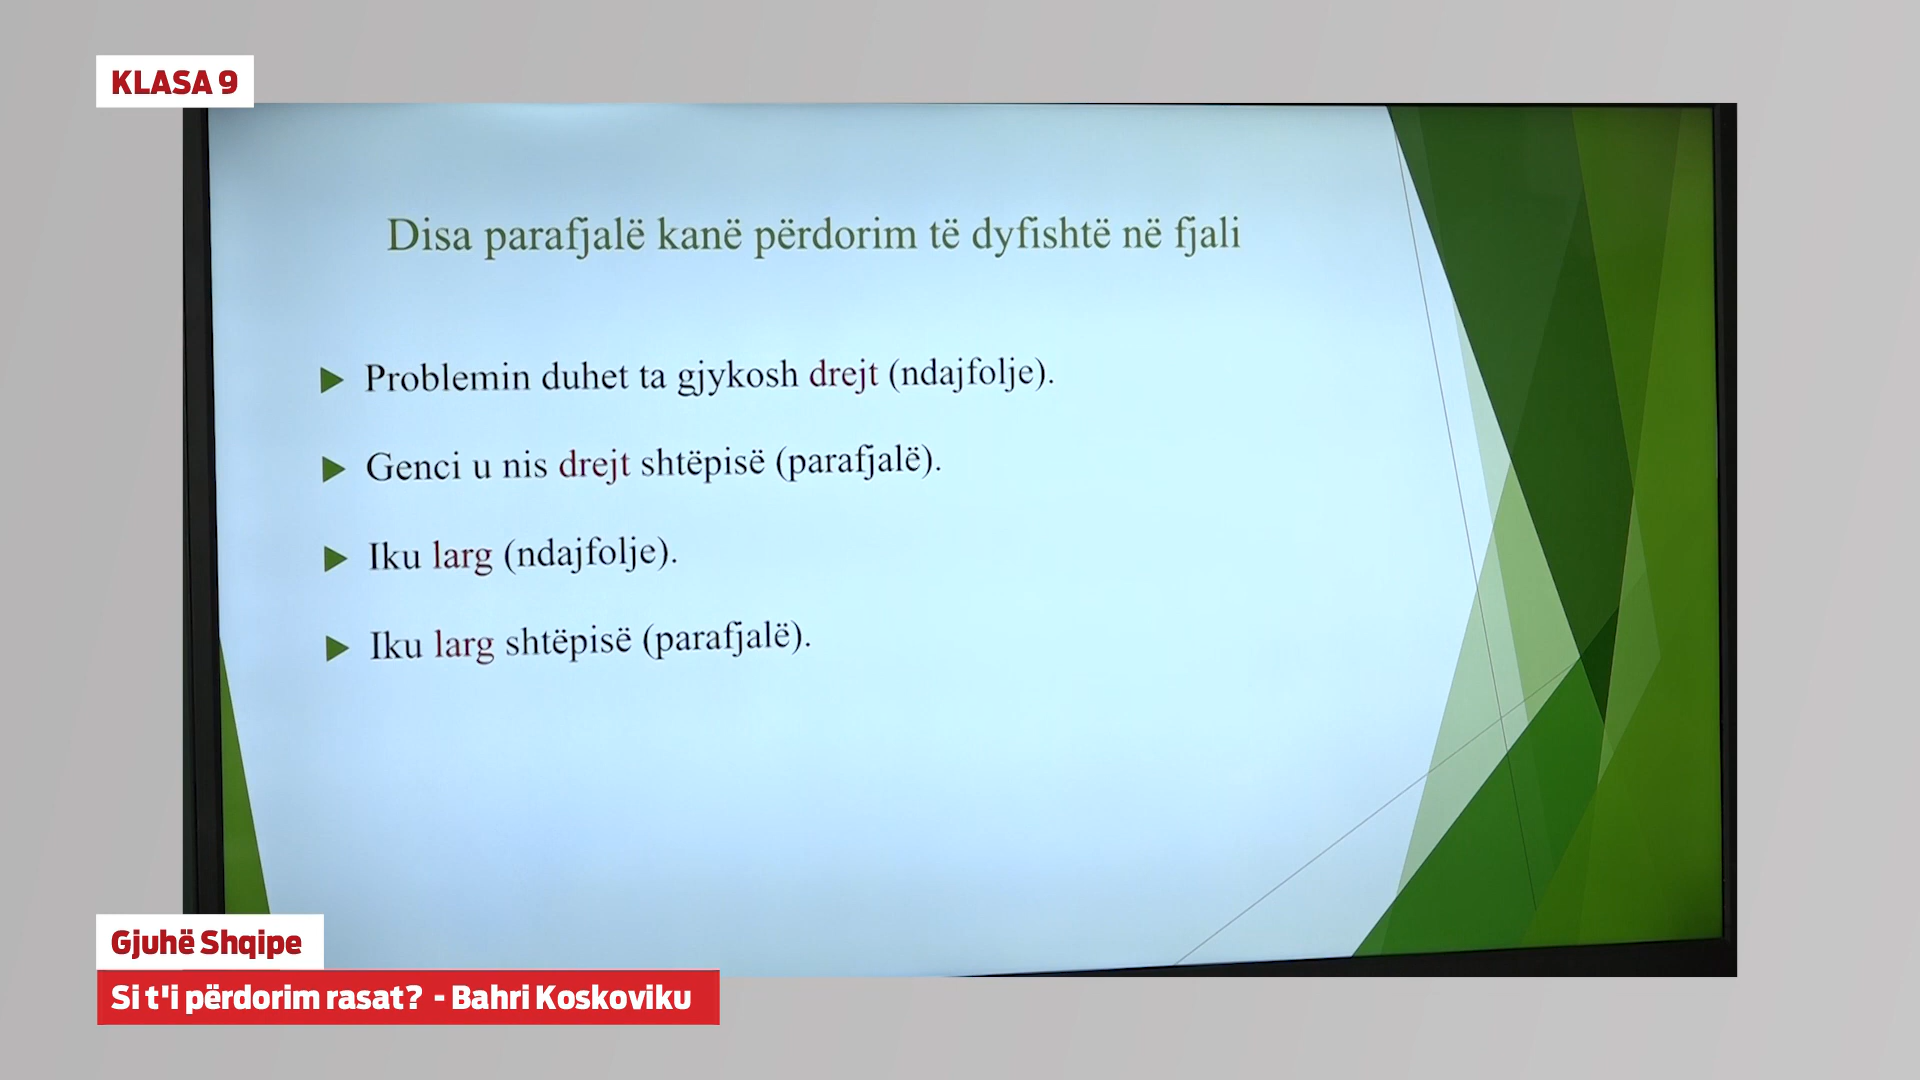 KLASA 9
Disa parafjalë kanë përdorim të dyfishtë në fjali
Problemin duhet ta gjykosh drejt (ndajfolje).
Genci u nis drejt shtëpisë (parafjalë).
Iku larg (ndajfolje).
Iku larg shtëpisë (parafjalë).
Gjuhë Shqipe
Si t'i përdorim rasat? - Bahri Koskoviku